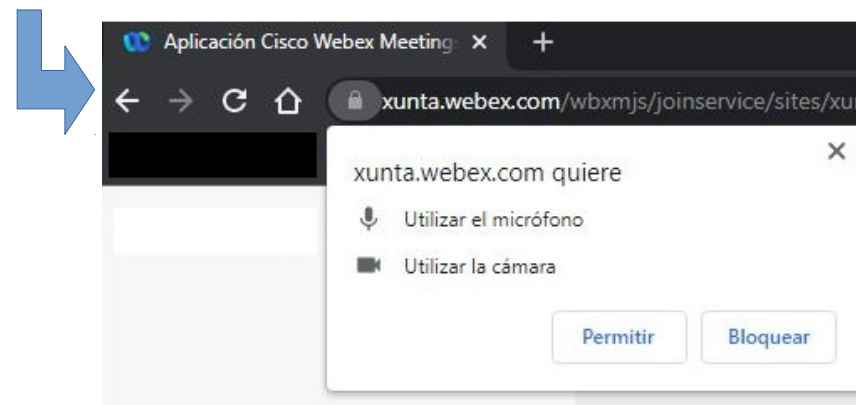 Aplicación Cisco Webex Meeting
xunta.webex.com/wbxmjs/joinservice/sites/xu
xunta.webex.com quiere
Utilizar el micrófono
Utilizar la cámara
Permitir Bloquear